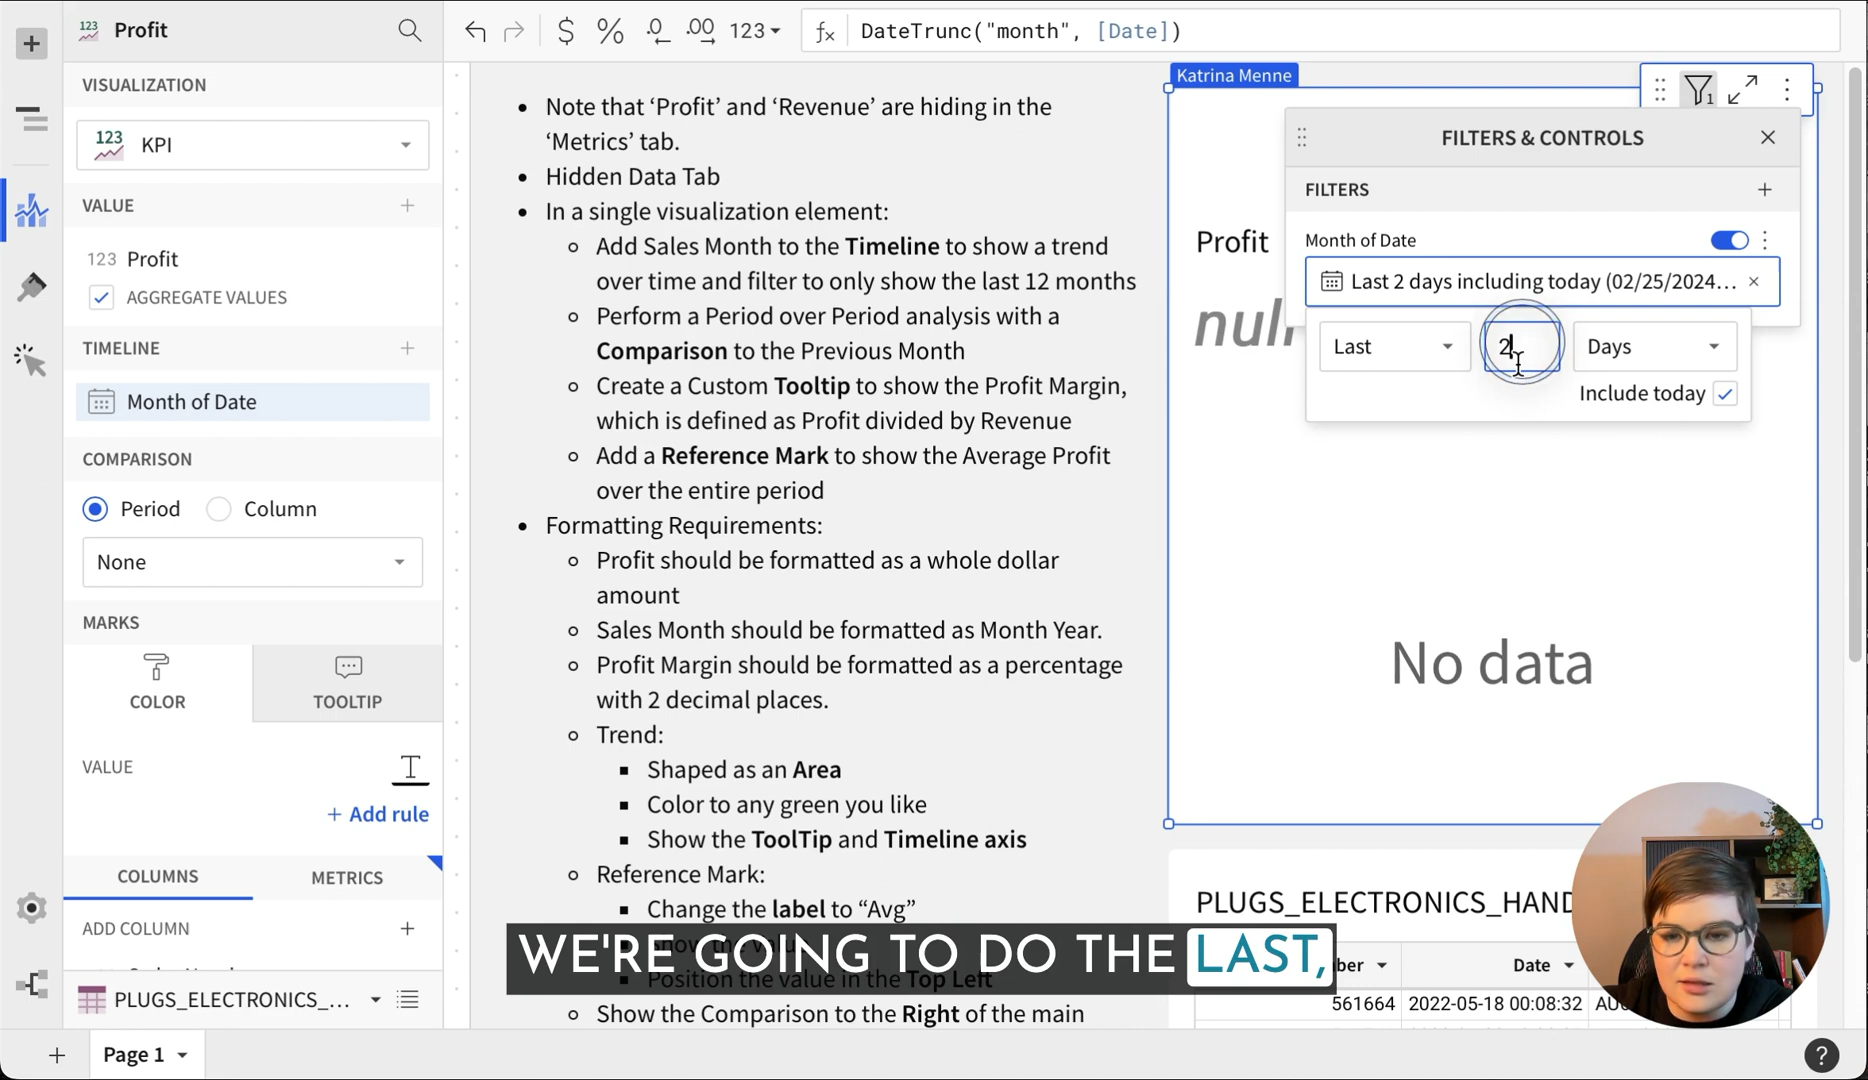 Profit
123
DateTrunc("month", [Date])
VISUALIZATION
123 KPI
VALUE
123 Profit
AGGREGATE VALUES
TIMELINE
Month of Date
COMPARISON
Period
Column
None
MARKS
COLOR
TOOLTIP
VALUE
+ Add rule
COLUMNS
METRICS
ADD COLUMN
PLUGS_ELECTRONICS_...
Page 1
• Note that ‘Profit’ and ‘Revenue’ are hiding in the
‘Metrics’ tab.
• Hidden Data Tab
• In a single visualization element:
Add Sales Month to the Timeline to show a trend
over time and filter to only show the last 12 months
Perform a Period over Period analysis with a
Comparison to the Previous Month
Create a Custom Tooltip to show the Profit Margin,
which is defined as Profit divided by Revenue
Add a Reference Mark to show the Average Profit
over the entire period
• Formatting Requirements:
Profit should be formatted as a whole dollar
amount
Sales Month should be formatted as Month Year.
Profit Margin should be formatted as a percentage
with 2 decimal places.
Trend:
Shaped as an Area
Color to any green you like
Show the ToolTip and Timeline axis
Reference Mark:
Change the label to “Avg”
Position the value in the Top Left
Show the Comparison to the Right of the main
WE'RE GOING TO DO THE LAST,
Katrina Menne
1
FILTERS & CONTROLS
FILTERS
Month of Date
Last 2 days including today (02/25/2024...
Last
2
Days
Include today
Profit
null
No data
PLUGS_ELECTRONICS_HAND
ber
Date
561664
2022-05-18 00:08:32
?